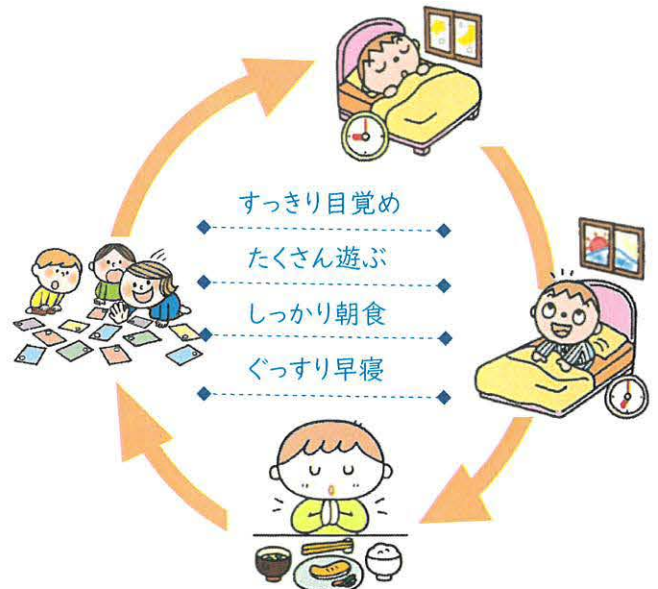 すっきり目覚め
たくさん遊ぶ
しっかり朝食
ぐっすり早寝